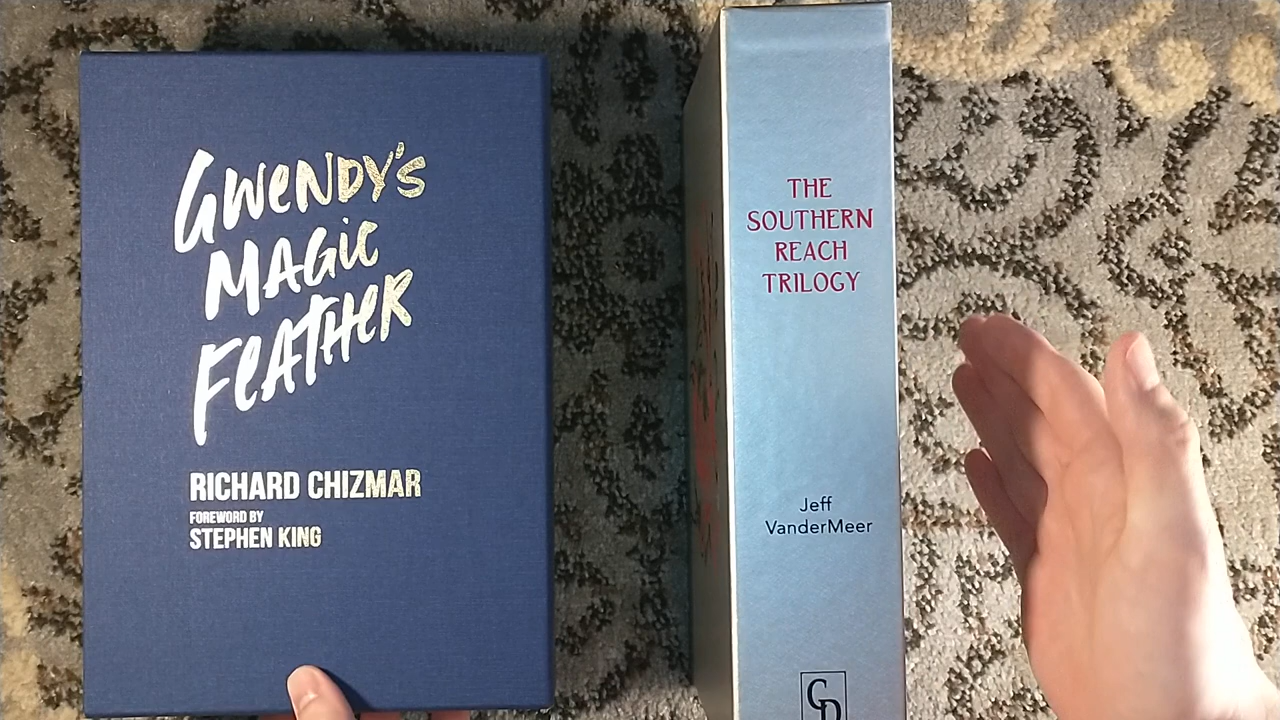 GWENDY'S
MAGIC
FEATHER
RICHARD CHIZMAR
FOREWORD BY
STEPHEN KING
THE
SOUTHERN
REACH
TRILOGY
Jeff
VanderMeer
CD